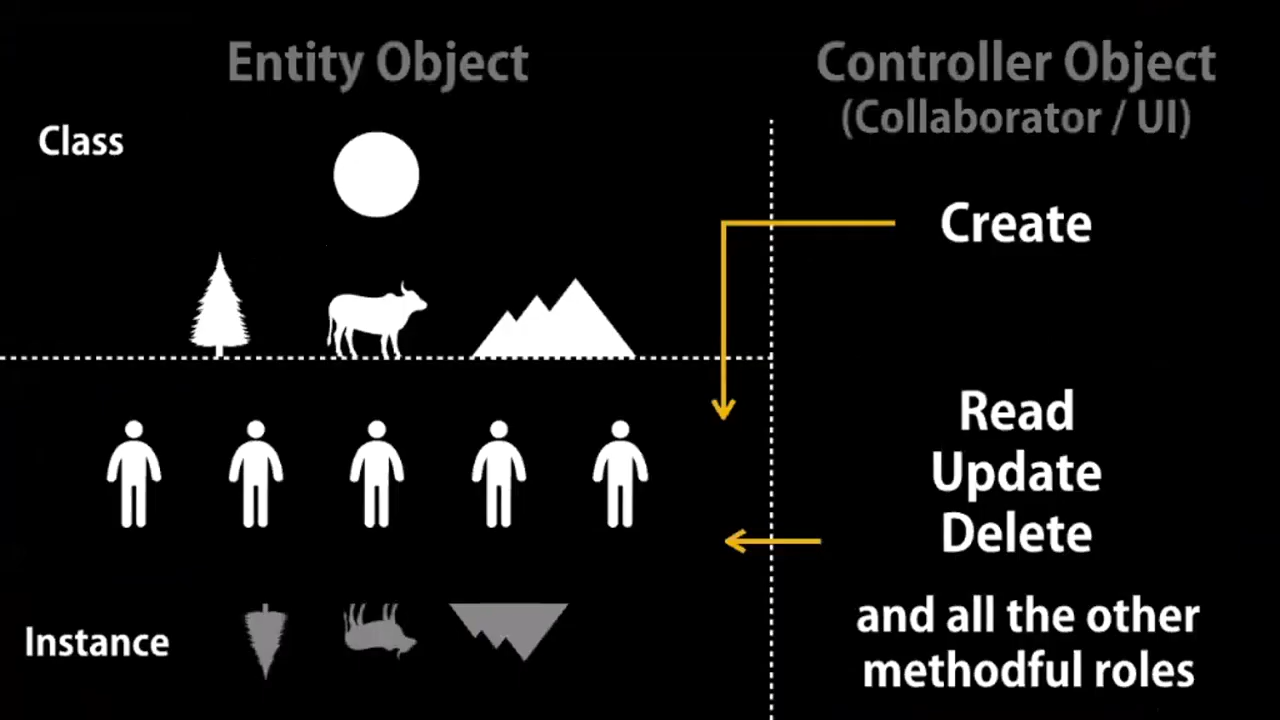 Entity Object
Controller Object
(Collaborator / UI)
Class
Create
Read
Update
Delete
and all the other
methodful roles
Instance